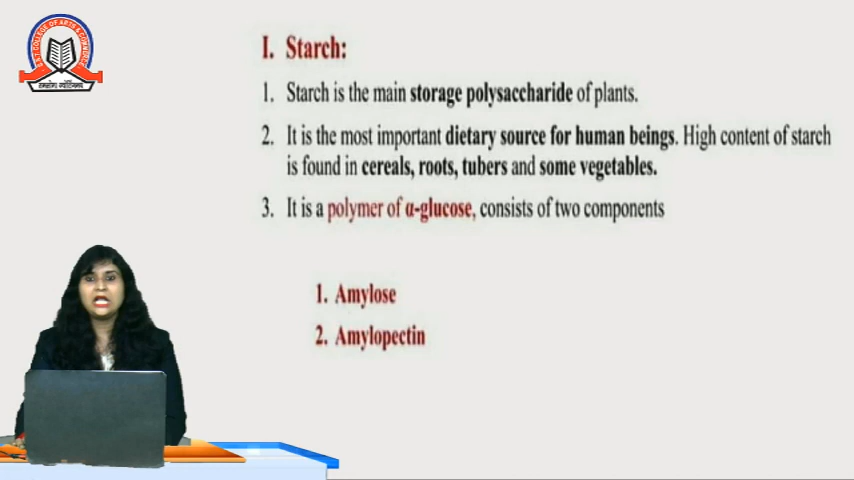 I. Starch:
1. Starch is the main storage polysaccharide of plants.
2. It is the most important dietary source for human beings. High content of starch
is found in cereals, roots, tubers and some vegetables.
3. It is a polymer of α-glucose, consists of two components
1. Amylose
2. Amylopectin